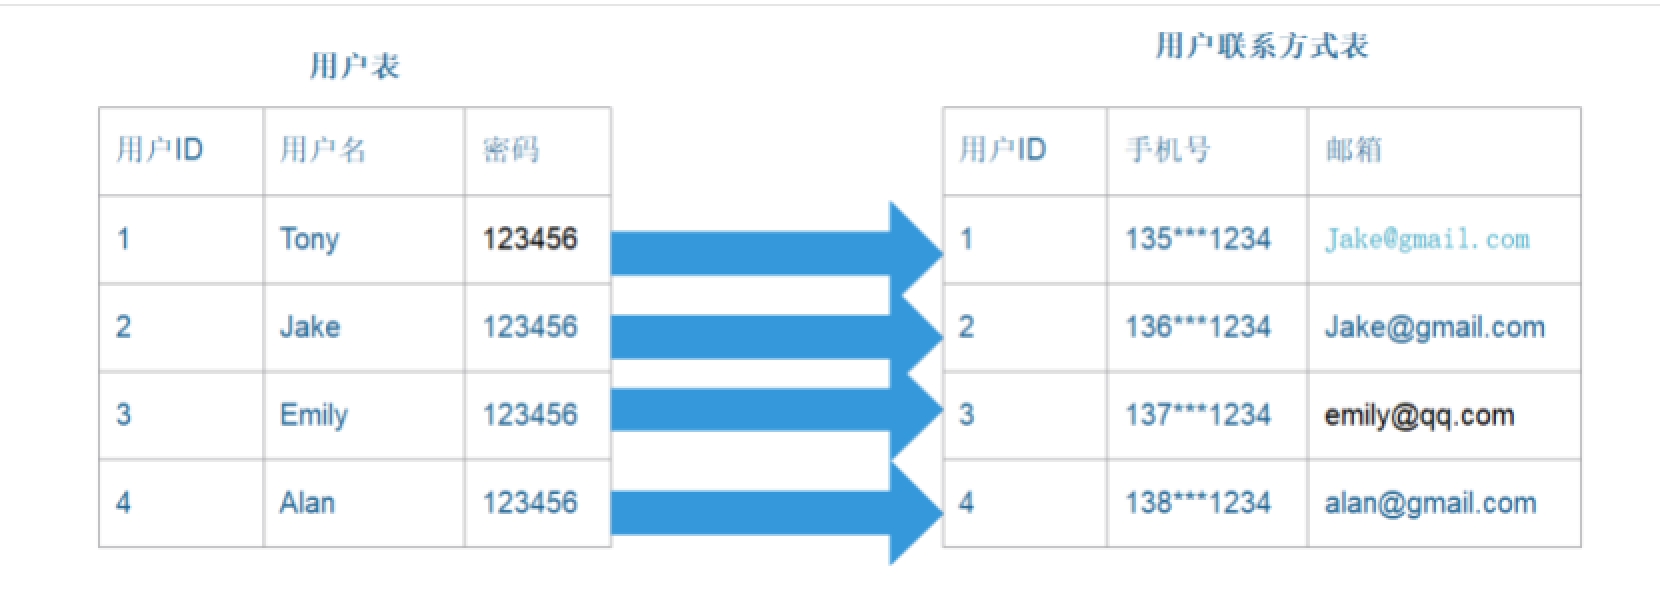 用户表
用户ID 用户名 密码
1 Tony 123456
2 Jake 123456
3 Emily 123456
4 Alan 123456
用户联系方式表
用户ID 手机号 邮箱
1 135***1234 Jake@gmail.com
2 136***1234 Jake@gmail.com
3 137***1234 emily@qq.com
4 138***1234 alan@gmail.com